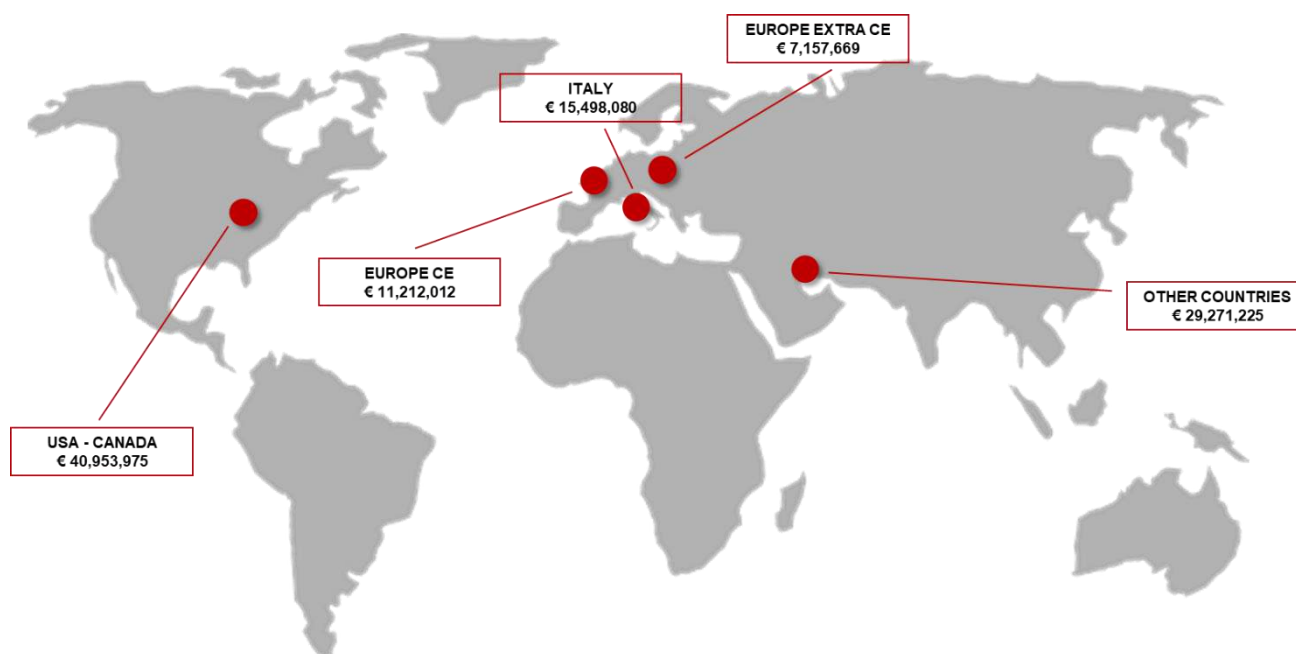 EUROPE EXTRA CE
€ 7,157,669
ITALY
€ 15,498,080
EUROPE CE
€ 11,212,012
OTHER COUNTRIES
€ 29,271,225
USA - CANADA
€ 40,953,975